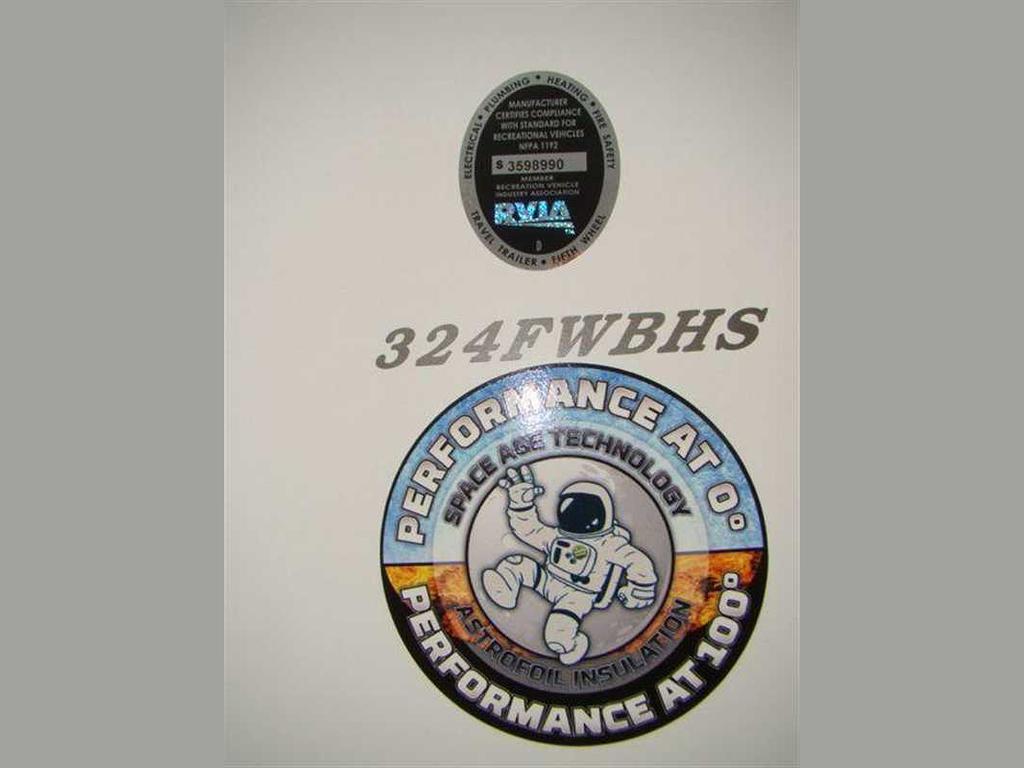 ELECTRICAL • PLUMBING • HEATING • FIRE SAFETY
MANUFACTURER
CERTIFIES COMPLIANCE
WITH STANDARD FOR
RECREATIONAL VEHICLES
NFPA 1192
S 3598990
MEMBER
RECREATION VEHICLE
INDUSTRY ASSOCIATION
RVIA
D
TRAVEL TRAILER • FIFTH WHEEL
324FWBHS
PERFORMANCE AT 0°
SPACE AGE TECHNOLOGY
ASTROFOIL INSULATION
PERFORMANCE AT 100°